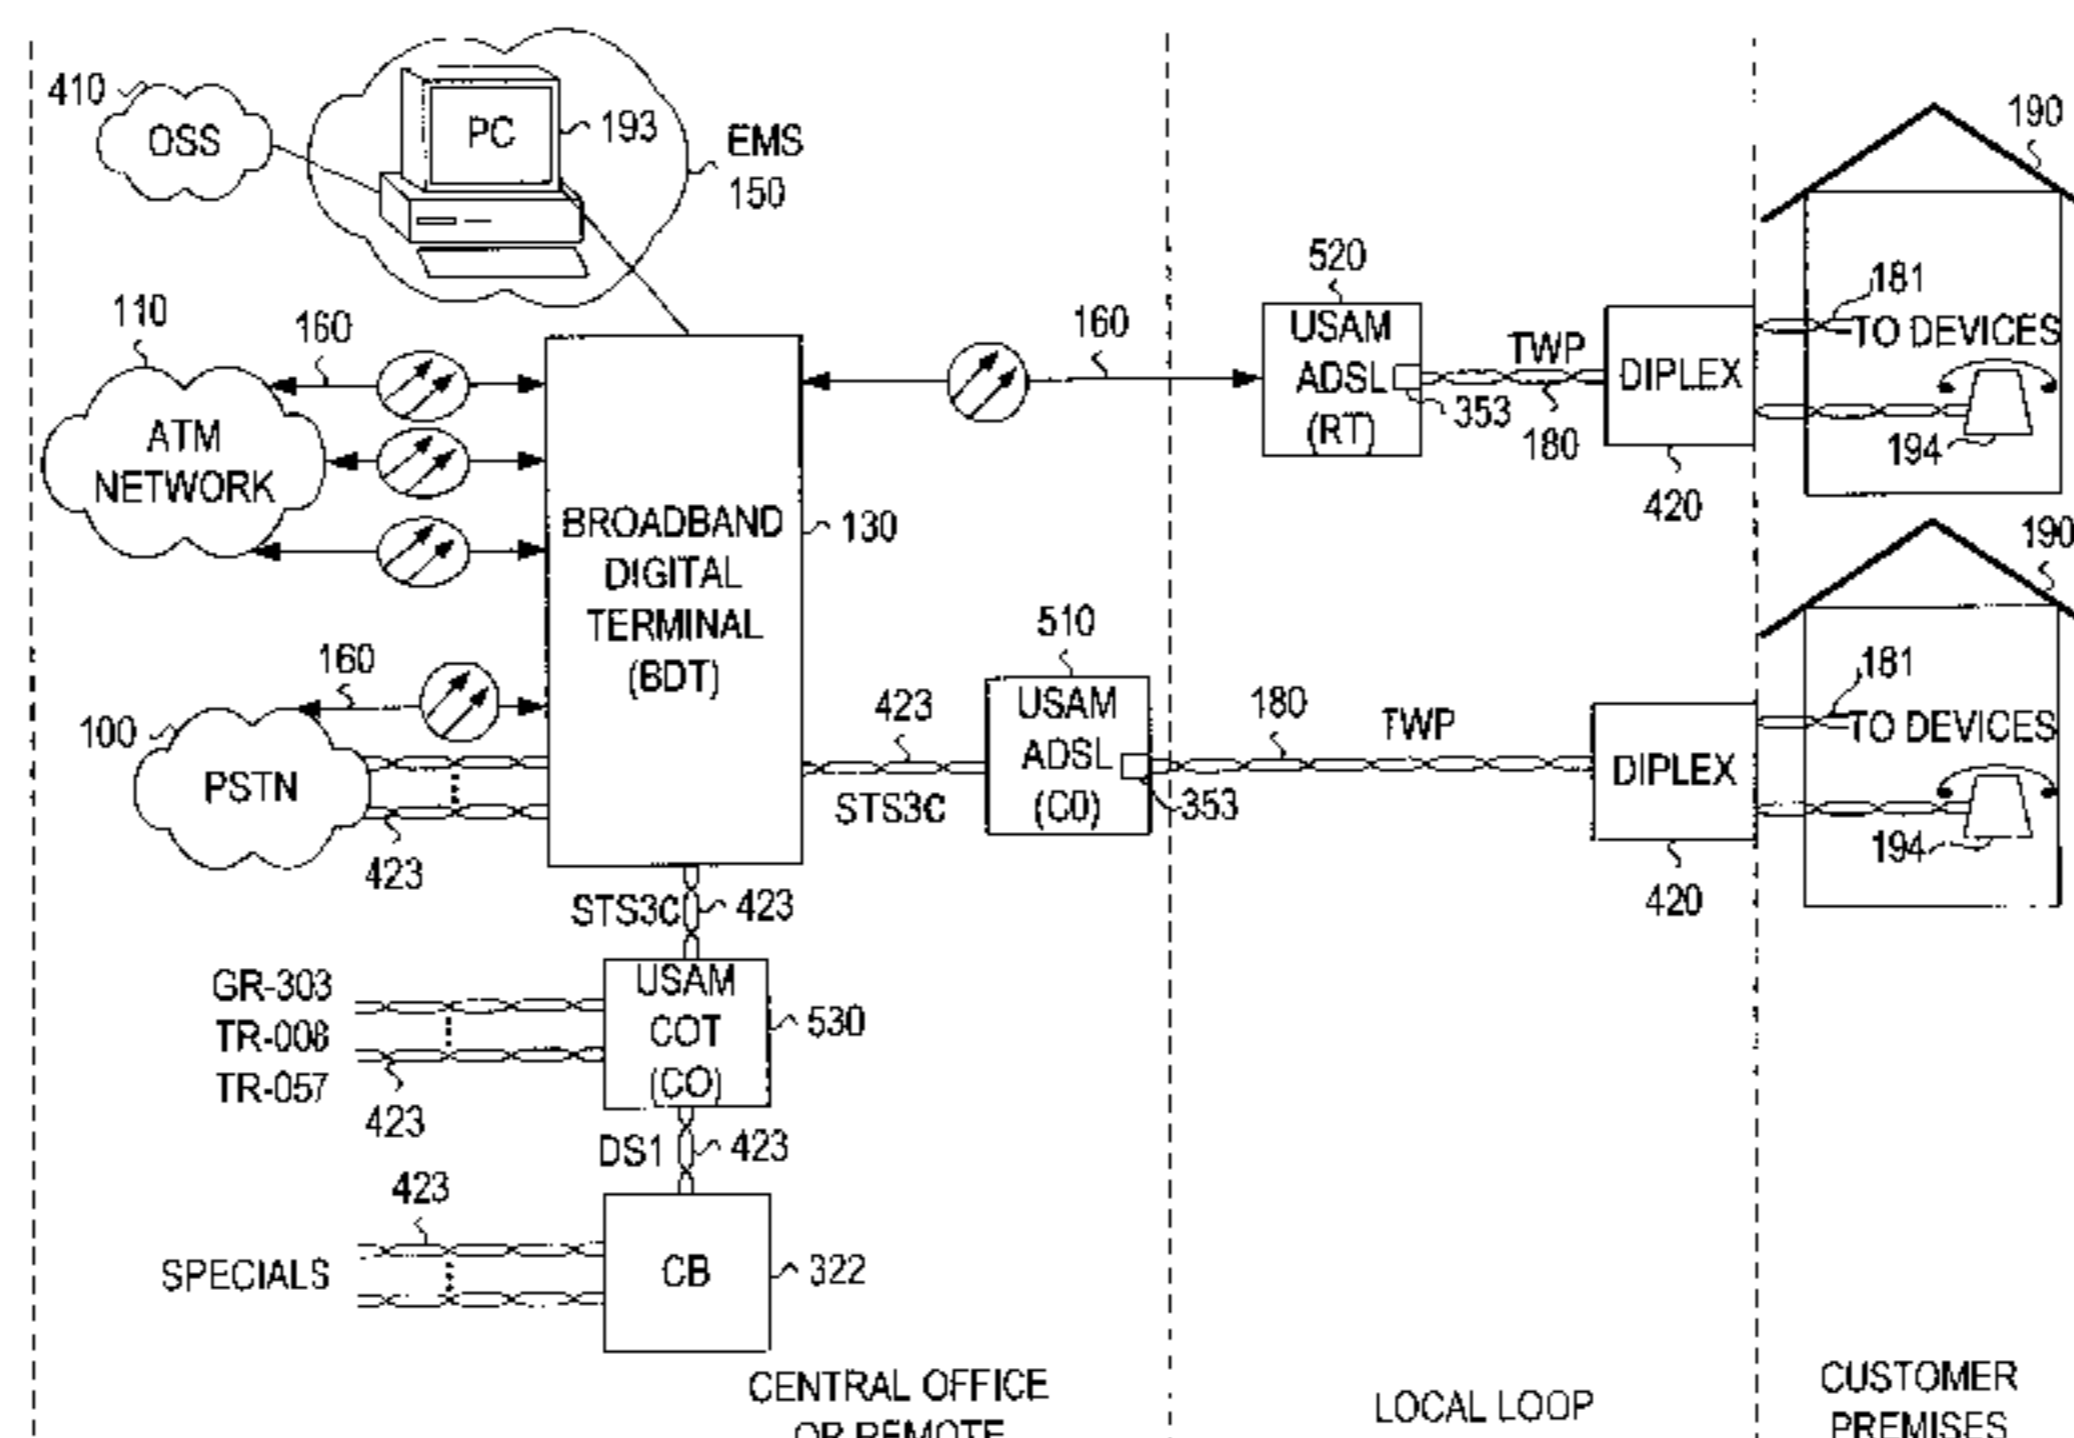 410
OSS
PC
193
EMS
150
110
160
ATM
NETWORK
BROADBAND
DIGITAL
TERMINAL
(BDT)
130
160
520
USAM
ADSL
(RT)
353
TWP
180
DIPLEX
420
190
181
TO DEVICES
194
160
100
PSTN
423
510
USAM
ADSL
(CO)
353
423
STS3C
180
TWP
DIPLEX
420
190
181
TO DEVICES
194
STS3C
423
GR-303
TR-008
TR-057
423
USAM
COT
(CO)
530
DS1
423
423
SPECIALS
CB
322
CENTRAL OFFICE
OR REMOTE
LOCAL LOOP
CUSTOMER
PREMISES